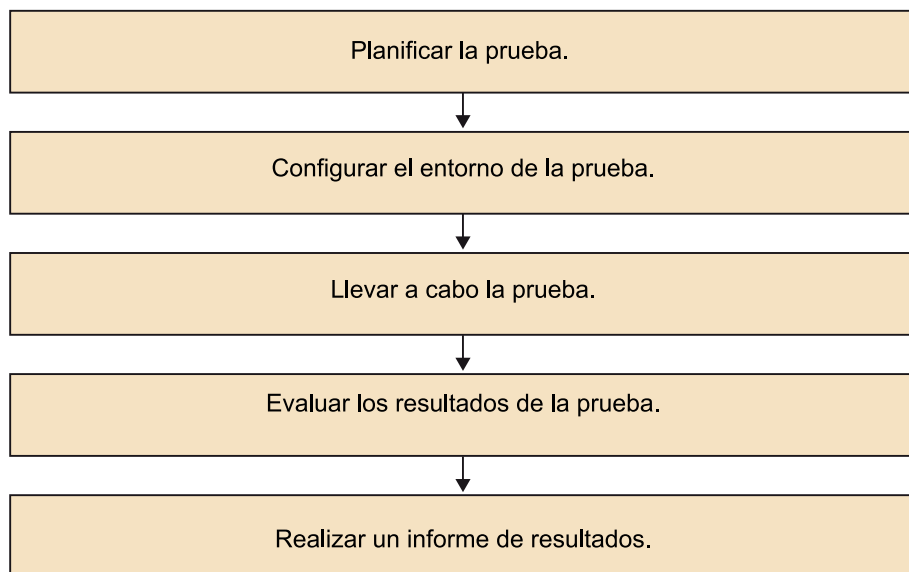 Planificar la prueba.
Configurar el entorno de la prueba.
Llevar a cabo la prueba.
Evaluar los resultados de la prueba.
Realizar un informe de resultados.